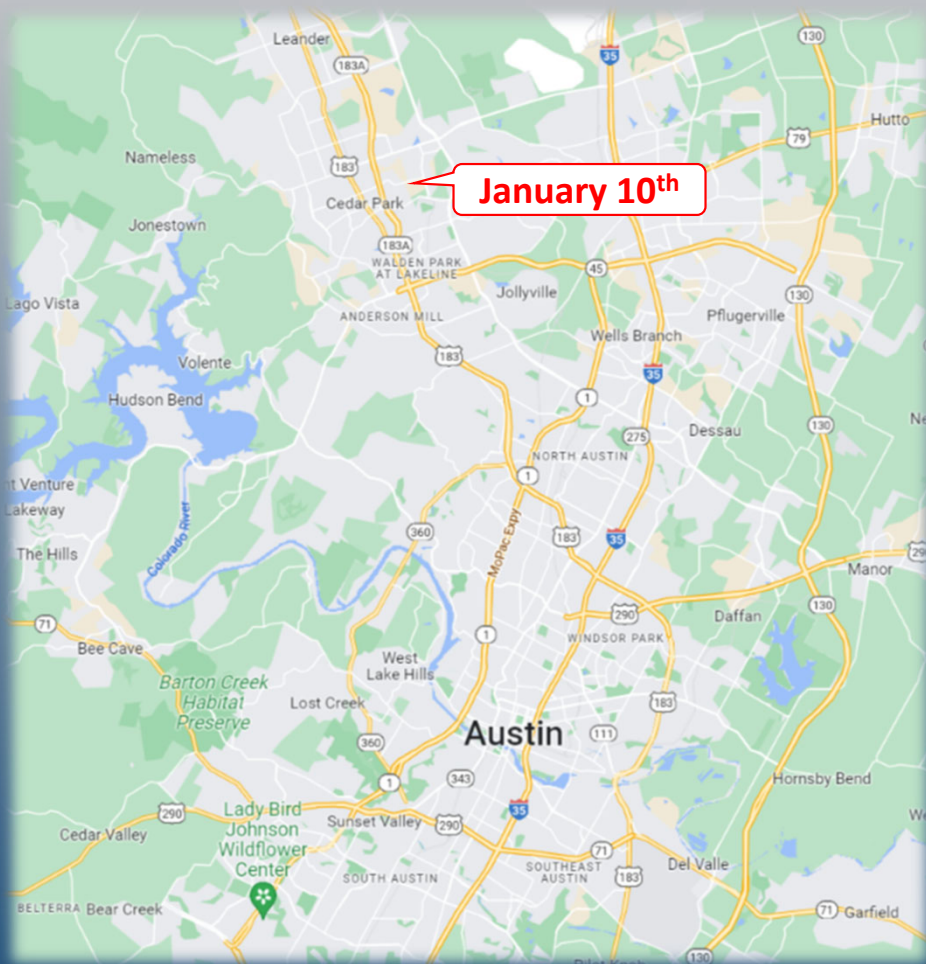 Leander
183A
35
130
Hutto
79
Nameless
183
January 10th
Cedar Park
Jonestown
183A
WALDEN PARK
AT LAKELINE
45
Lago Vista
Jollyville
130
ANDERSON MILL
Pflugerville
Wells Branch
183
Volente
35
Hudson Bend
1
130
275
Dessau
NORTH AUSTIN
1
Venture
Lakeway
360
MoPac Expy
183
35
The Hills
Colorado River
Manor
130
71
290
Daffan
WINDSOR PARK
1
Bee Cave
West
Lake Hills
Barton Creek
Habitat
Preserve
Lost Creek
183
Austin
111
360
1
343
Hornsby Bend
290
Lady Bird
Johnson
Wildflower
Center
35
Sunset Valley
290
Cedar Valley
71
SOUTH AUSTIN
SOUTHEAST
AUSTIN
Del Valle
183
BELTERRA
Bear Creek
71
Garfield
130